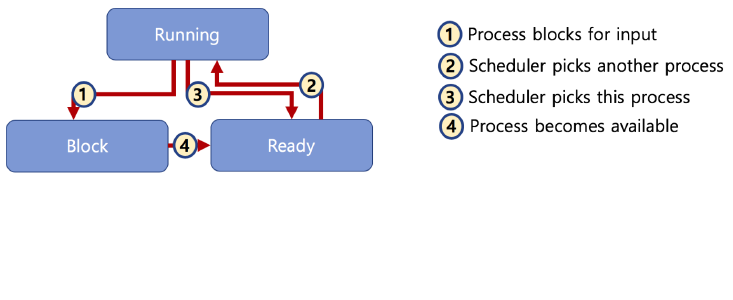 Running
1
3
2
Block
4
Ready
1 Process blocks for input
2 Scheduler picks another process
3 Scheduler picks this process
4 Process becomes available